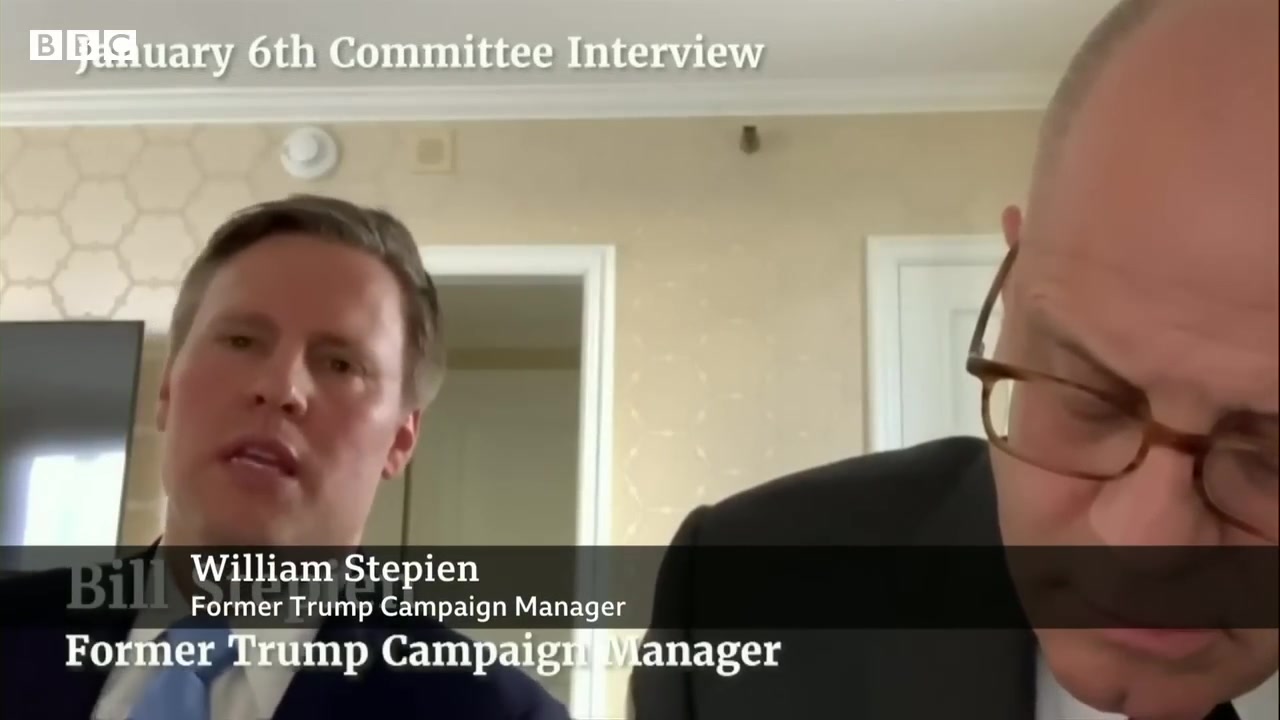 BBC
January 6th Committee Interview
Bill Stepien
William Stepien
Former Trump Campaign Manager
Former Trump Campaign Manager